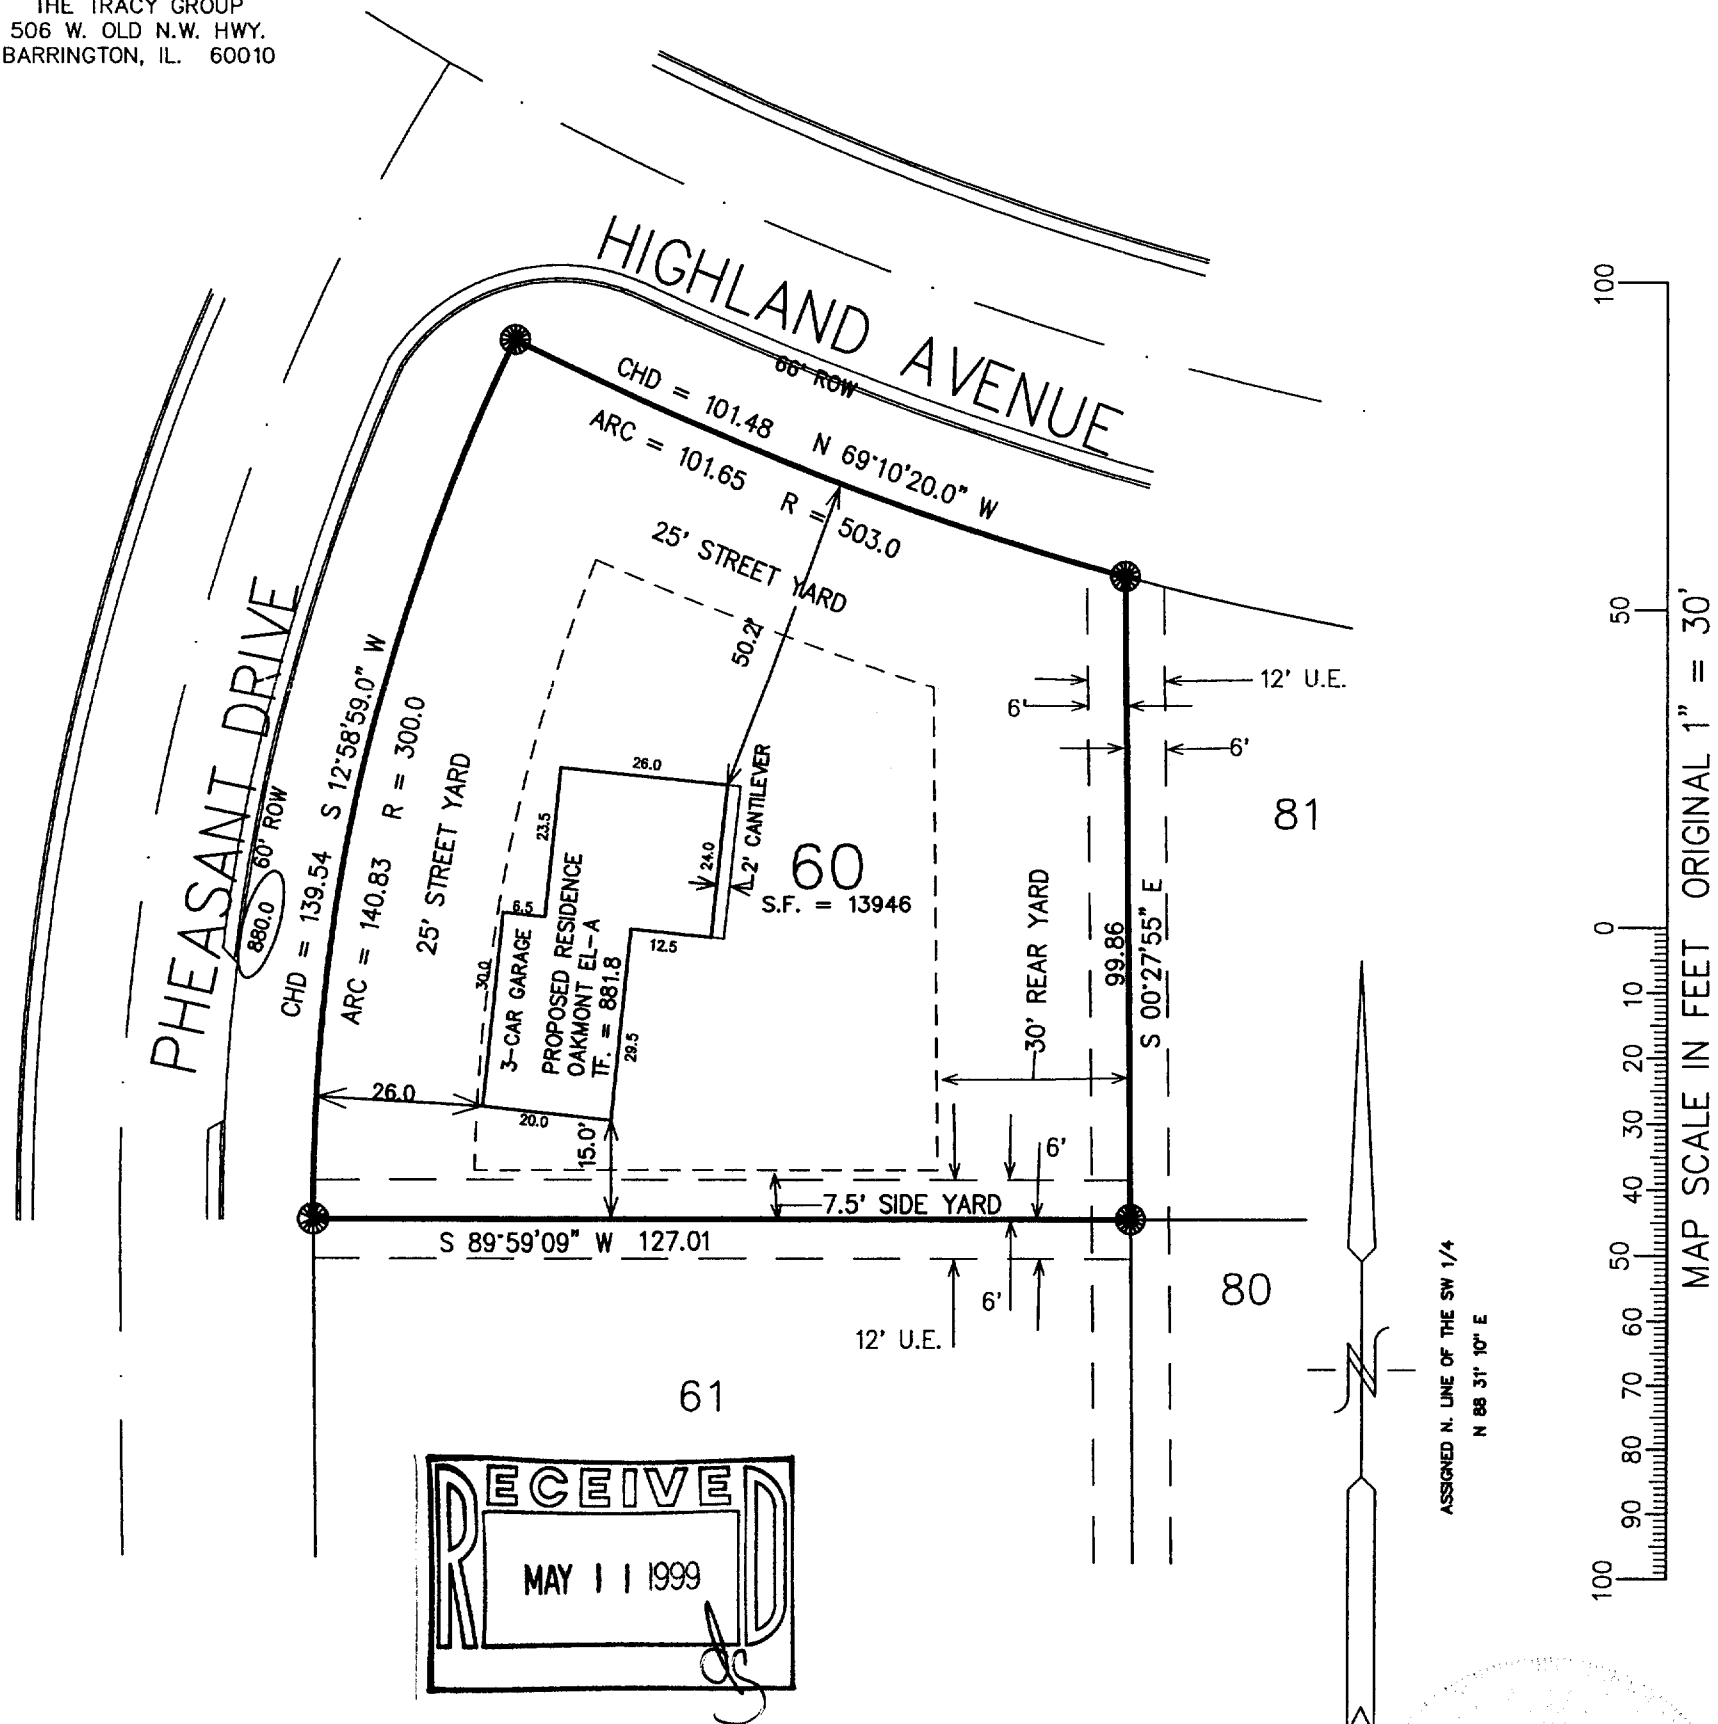 THE TRACY GROUP
506 W. OLD N.W. HWY.
BARRINGTON, IL. 60010
HIGHLAND AVENUE
66' ROW
CHD = 101.48 N 69°10'20.0" W
ARC = 101.65 R = 503.0
25' STREET YARD
50.2'
PHEASANT DRIVE
60' ROW
880.0
CHD = 139.54 S 12°58'59.0" W
ARC = 140.83 R = 300.0
25' STREET YARD
26.0
23.5
6.5
30.0
3-CAR GARAGE
PROPOSED RESIDENCE
OAKMONT EL-A
TF. = 881.8
24.0
2' CANTILEVER
12.5
29.5
20.0
26.0
15.0'
60
S.F. = 13946
30' REAR YARD
99.86
S 00°27'55" E
12' U.E.
6'
6'
81
6'
7.5' SIDE YARD
S 89°59'09" W 127.01
6'
12' U.E.
80
61
RECEIVED
MAY 11 1999
N
ASSIGNED N. LINE OF THE SW 1/4
N 88 31' 10" E
100
50
0
10
20
30
40
50
60
70
80
90
100
MAP SCALE IN FEET ORIGINAL 1" = 30'